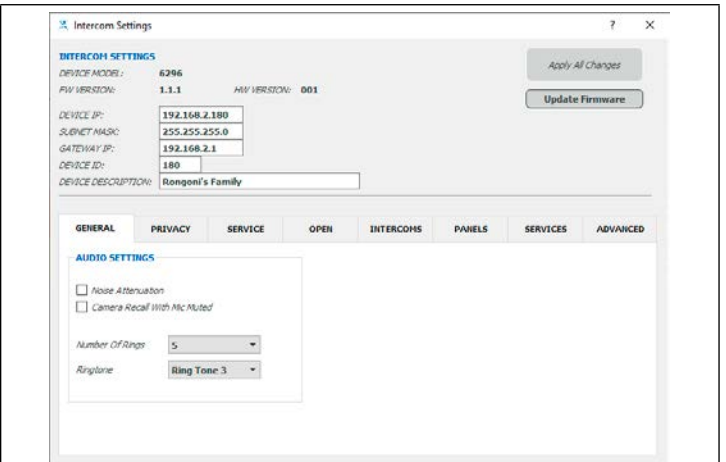 Intercom Settings ? ×
INTERCOM SETTINGS
DEVICE MODEL: 6296
Apply All Changes
FW VERSION: 1.1.1 HW VERSION: 001
Update Firmware
DEVICE IP: 192.168.2.180
SUBNET MASK: 255.255.255.0
GATEWAY IP: 192.168.2.1
DEVICE ID: 180
DEVICE DESCRIPTION: Rongoni's Family
GENERAL PRIVACY SERVICE OPEN INTERCOMS PANELS SERVICES ADVANCED
AUDIO SETTINGS
Noise Attenuation
Camera Recall With Mic Muted
Number Of Rings 5
Ringtone Ring Tone 3